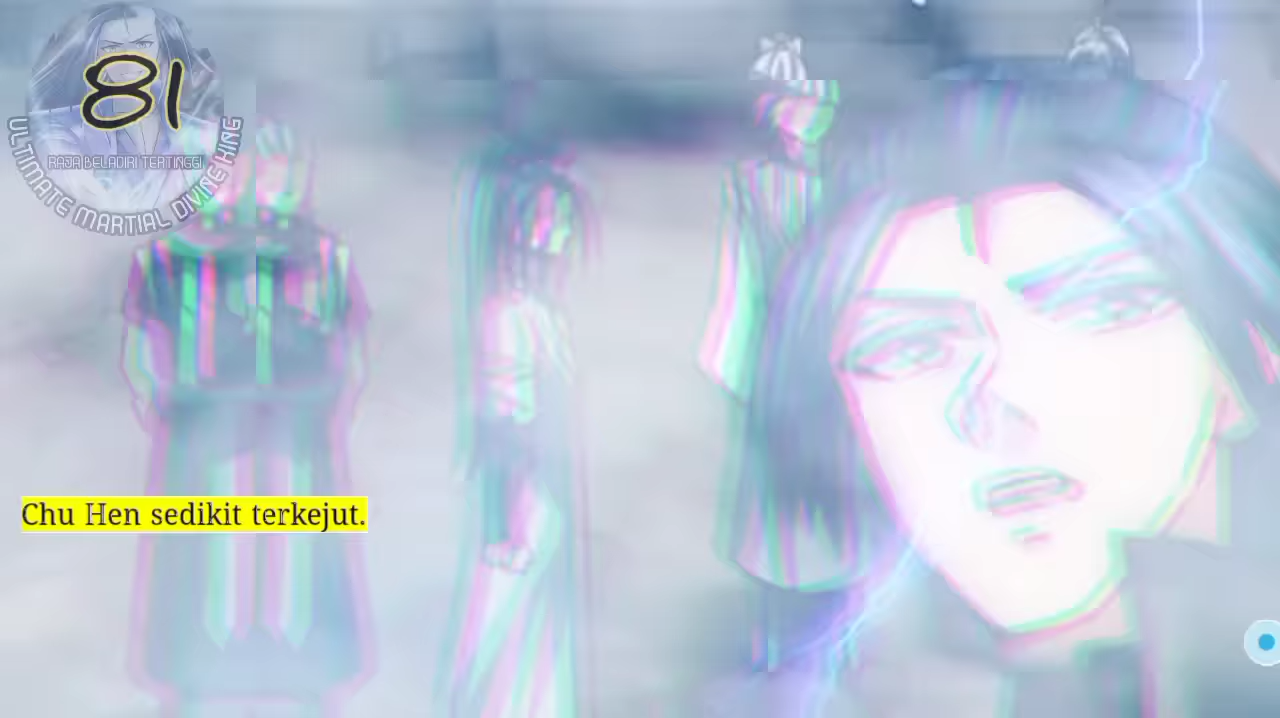 81
RAJA BELADIRI TERTINGGI
ULTIMATE MARTIAL DIVINE KING
Chu Hen sedikit terkejut.